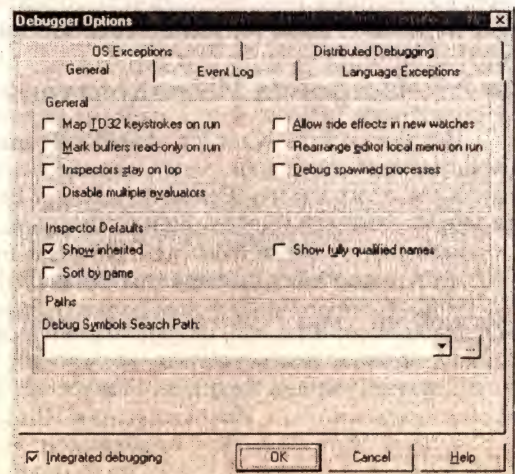 Debugger Options
OS Exceptions Distributed Debugging
General Event Log Language Exceptions
General
Map TD32 keystrokes on run Allow side effects in new watches
Mark buffers read-only on run Rearrange editor local menu on run
Inspectors stay on top Debug spawned processes
Disable multiple evaluators
Inspector Defaults
Show inherited Show fully qualified names
Sort by name
Paths
Debug Symbols Search Path:
...
Integrated debugging OK Cancel Help